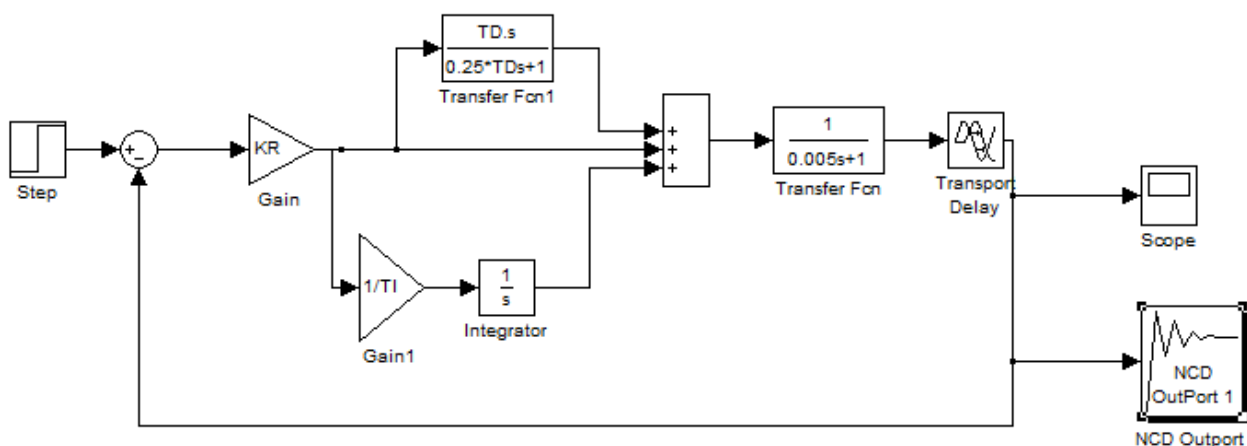 TD.s
0.25*TDs+1
Transfer Fcn1
Step
+
−
KR
Gain
1/TI
Gain1
1
s
Integrator
+
+
+
1
0.005s+1
Transfer Fcn
Transport
Delay
Scope
NCD
OutPort 1
NCD Outport